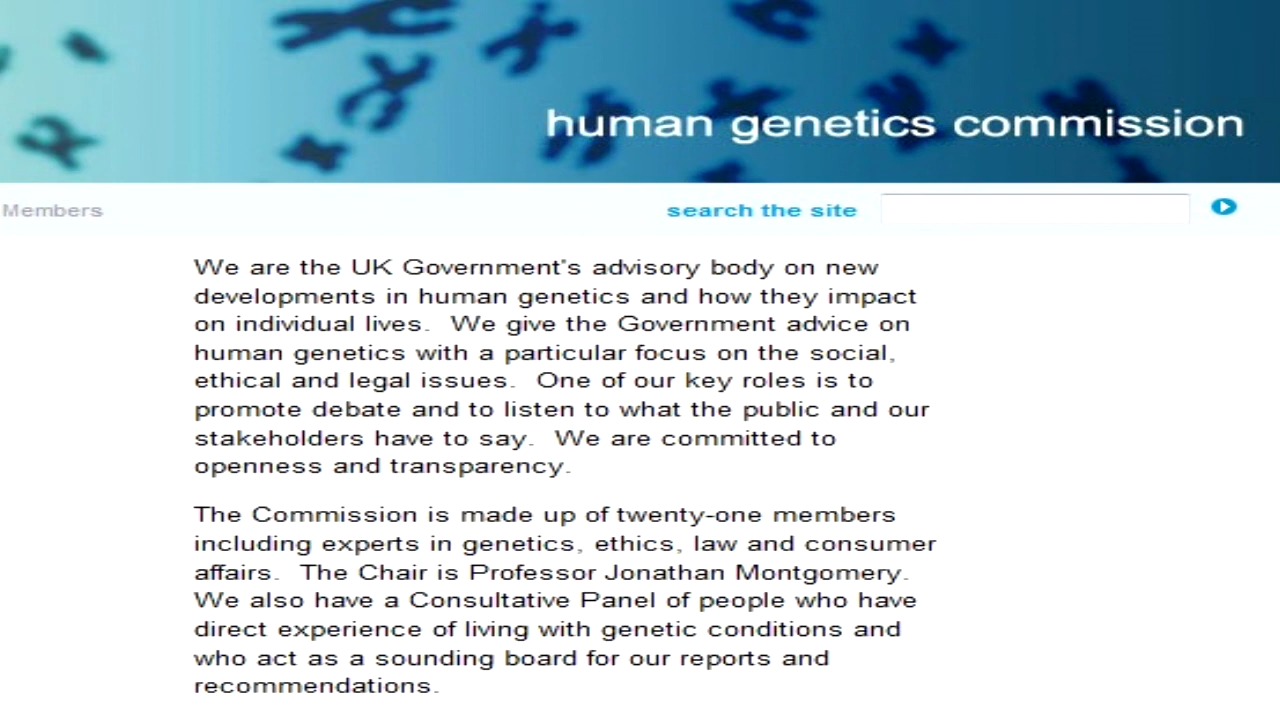 human genetics commission
Members
search the site
We are the UK Government's advisory body on new
developments in human genetics and how they impact
on individual lives.  We give the Government advice on
human genetics with a particular focus on the social,
ethical and legal issues.  One of our key roles is to
promote debate and to listen to what the public and our
stakeholders have to say.  We are committed to
openness and transparency.
The Commission is made up of twenty-one members
including experts in genetics, ethics, law and consumer
affairs.  The Chair is Professor Jonathan Montgomery.
We also have a Consultative Panel of people who have
direct experience of living with genetic conditions and
who act as a sounding board for our reports and
recommendations.